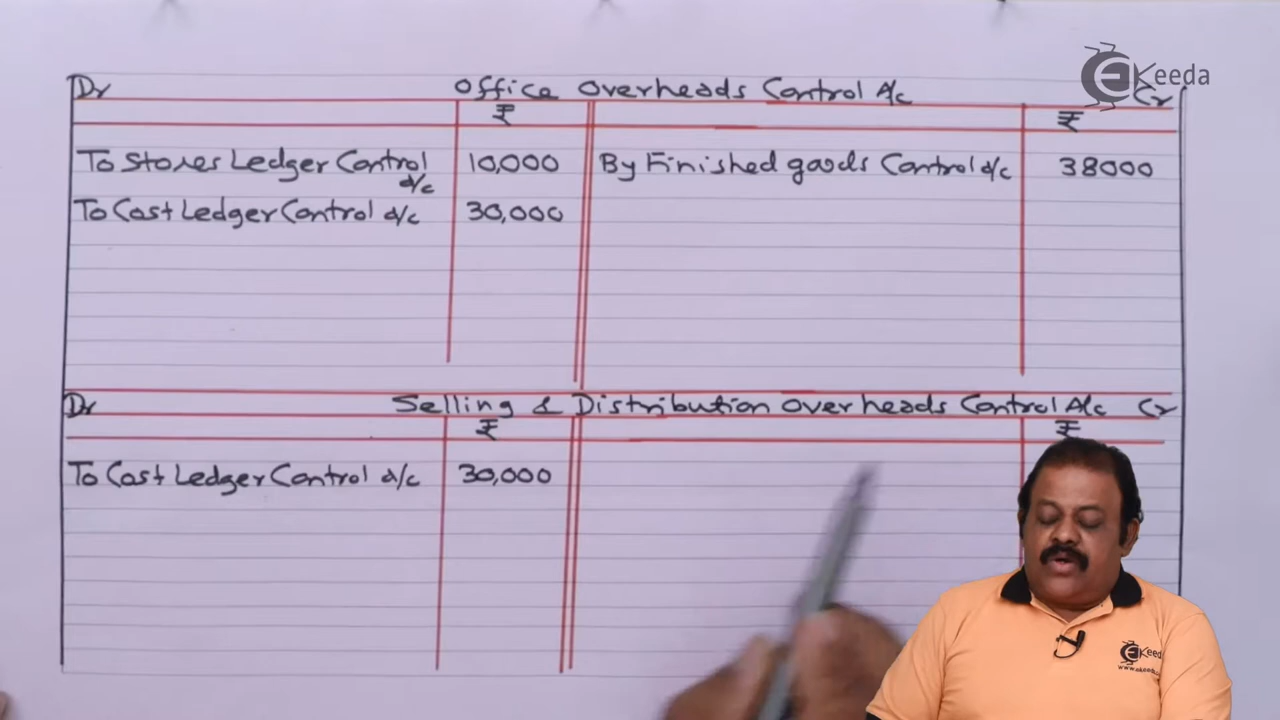 EKeeda
Dr Office Overheads Control A/c Cr
₹ ₹
To Stores Ledger Control a/c 10,000 By Finished goods Control a/c 38000
To Cost Ledger Control a/c 30,000
Dr Selling & Distribution Overheads Control A/c Cr
₹ ₹
To Cost Ledger Control a/c 30,000
EKeeda